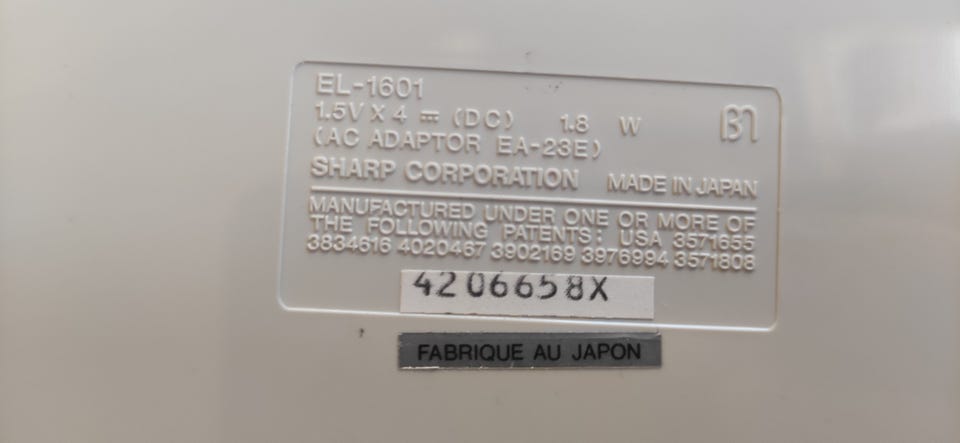 EL-1601
1.5V X 4 ⎓ (DC) 1.8 W
(AC ADAPTOR EA-23E)
SHARP CORPORATION MADE IN JAPAN
MANUFACTURED UNDER ONE OR MORE OF
THE FOLLOWING PATENTS: USA 3571655
3834616 4020467 3902169 3976994 3571808
4206658X
FABRIQUE AU JAPON